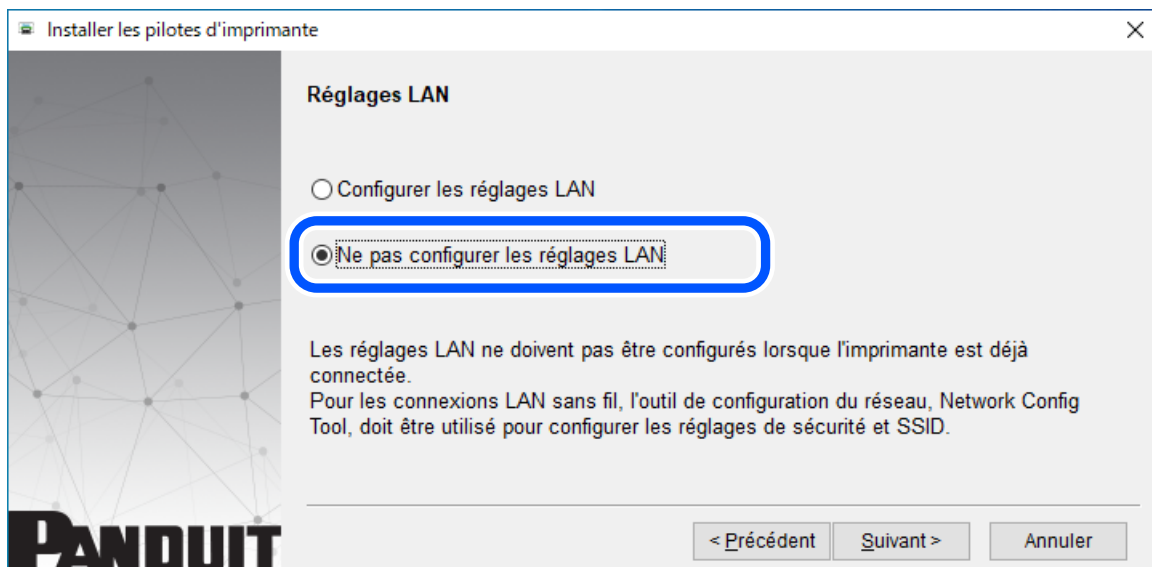 Installer les pilotes d'imprimante
Réglages LAN
Configurer les réglages LAN
Ne pas configurer les réglages LAN
Les réglages LAN ne doivent pas être configurés lorsque l'imprimante est déjà
connectée.
Pour les connexions LAN sans fil, l'outil de configuration du réseau, Network Config
Tool, doit être utilisé pour configurer les réglages de sécurité et SSID.
PANDUIT
< Précédent
Suivant >
Annuler